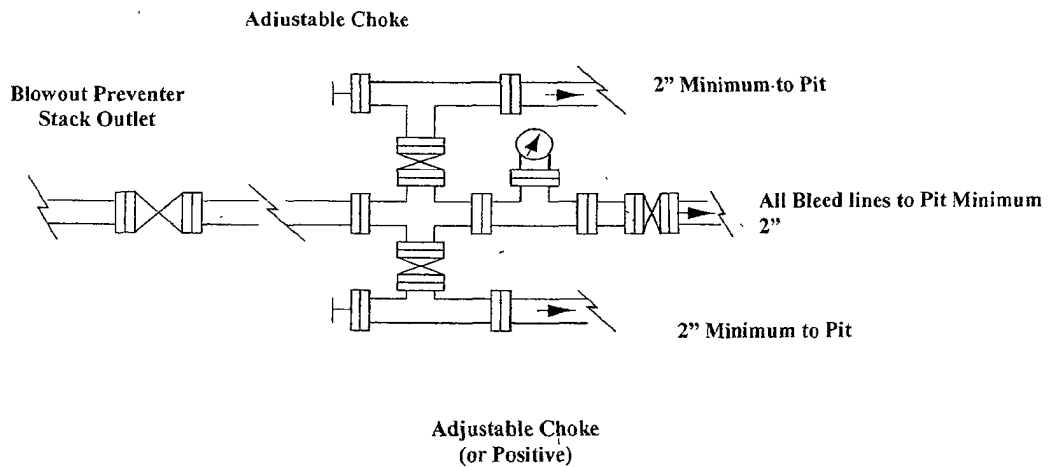 Adjustable Choke
Blowout Preventer
Stack Outlet
2” Minimum to Pit
All Bleed lines to Pit Minimum
2”
2” Minimum to Pit
Adjustable Choke
(or Positive)